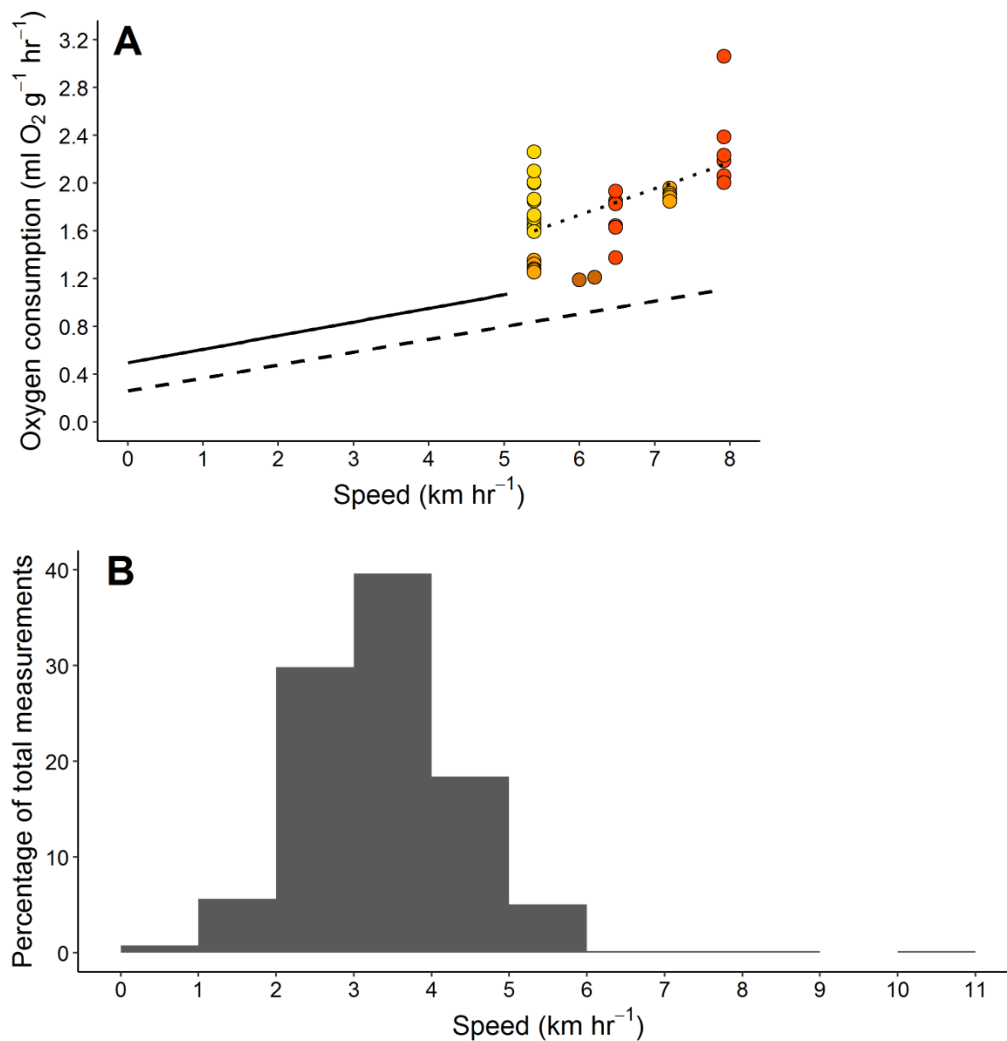 A
Oxygen consumption (ml O₂ g⁻¹ hr⁻¹)
3.2
2.8
2.4
2.0
1.6
1.2
0.8
0.4
0.0
0 1 2 3 4 5 6 7 8
Speed (km hr⁻¹)
B
Percentage of total measurements
40
30
20
10
0
0 1 2 3 4 5 6 7 8 9 10 11
Speed (km hr⁻¹)